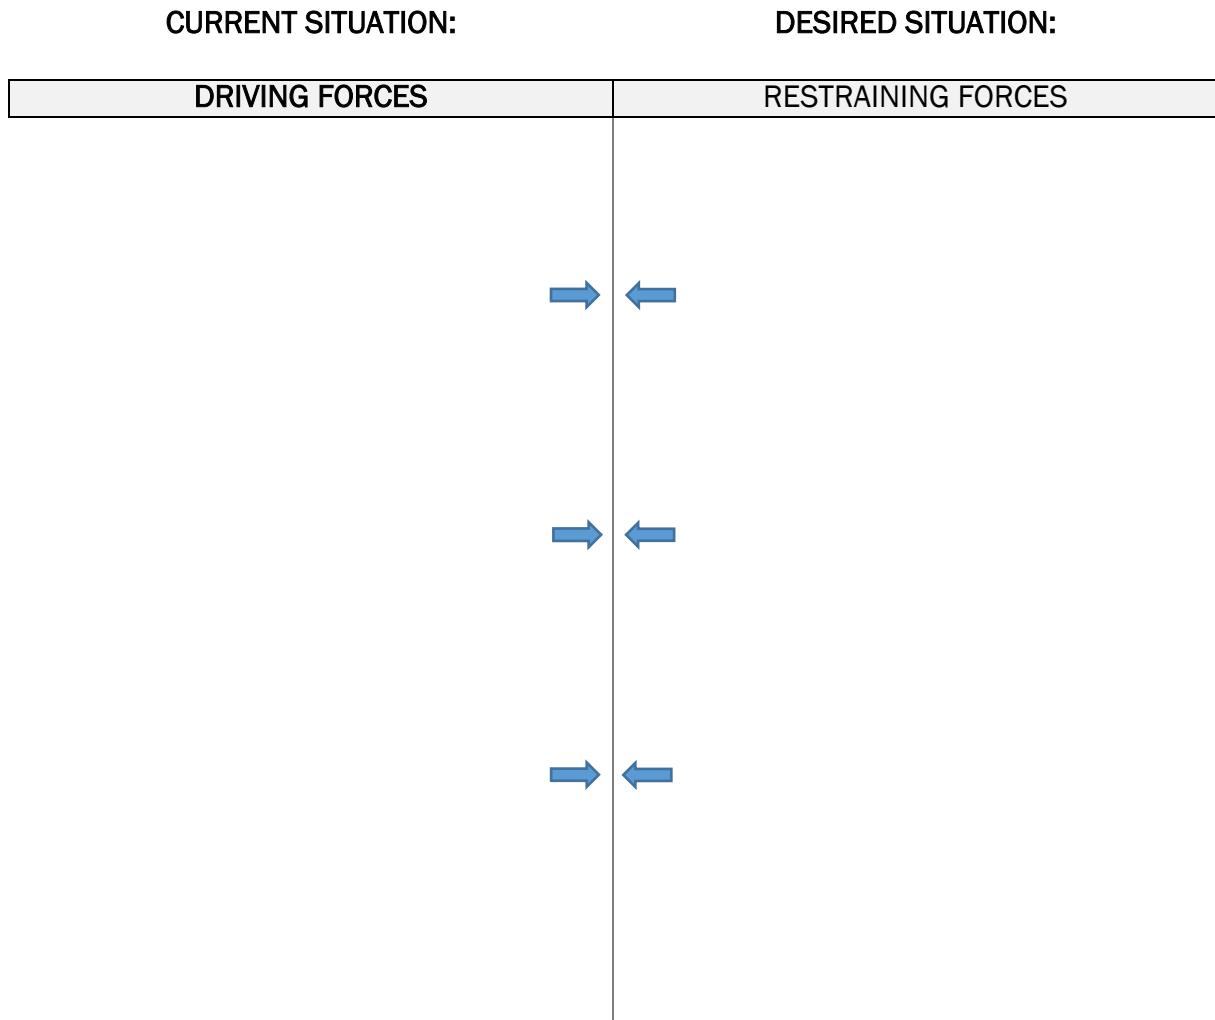 CURRENT SITUATION:
DESIRED SITUATION:
DRIVING FORCES
RESTRAINING FORCES